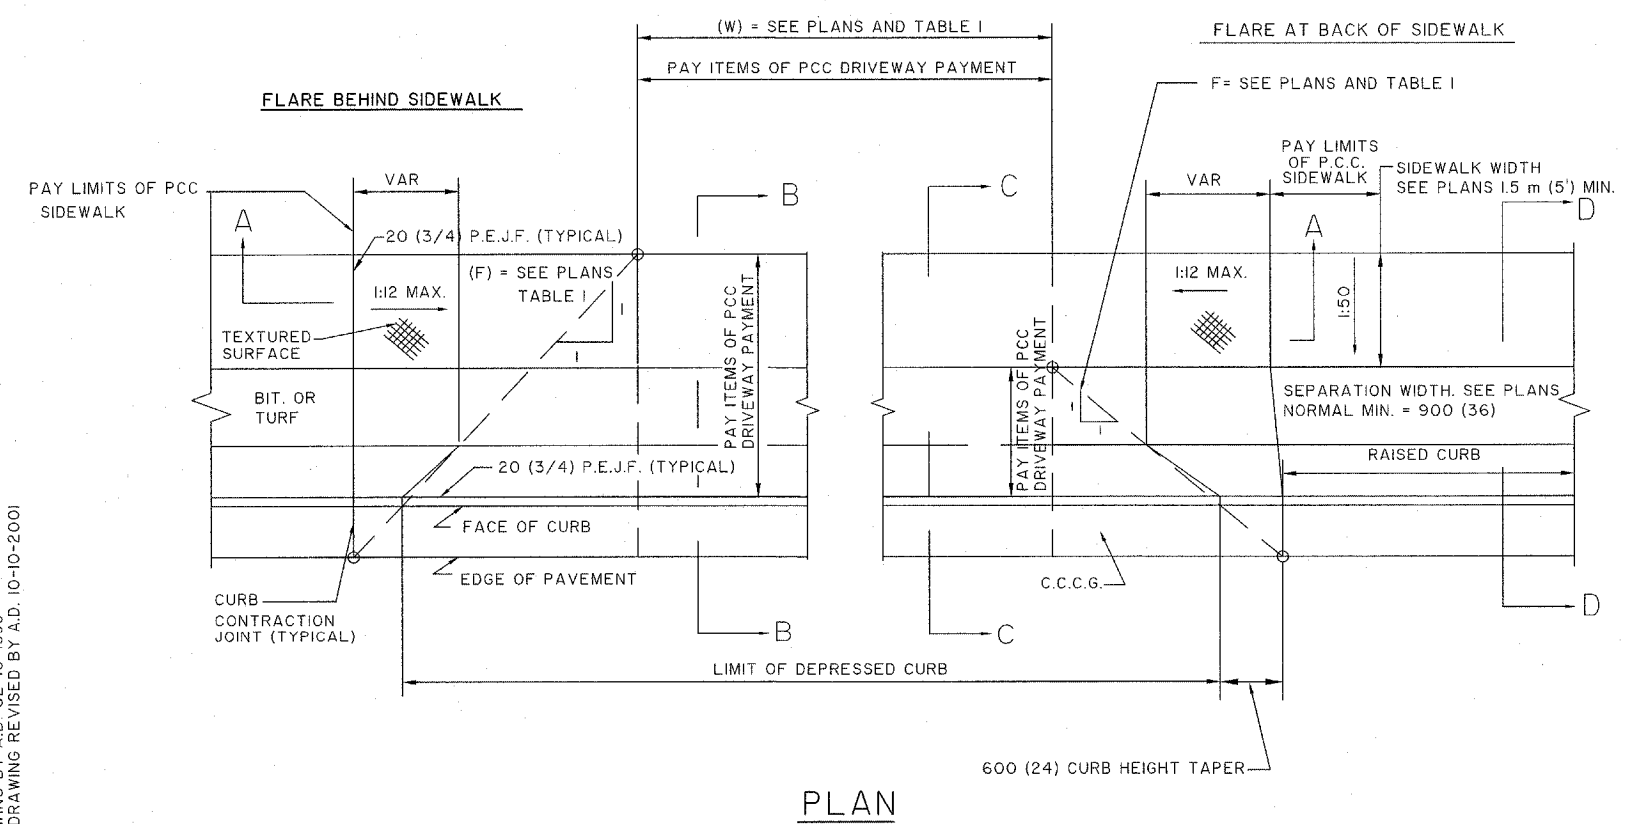 (W) = SEE PLANS AND TABLE 1
FLARE AT BACK OF SIDEWALK
PAY ITEMS OF PCC DRIVEWAY PAYMENT
F= SEE PLANS AND TABLE 1
FLARE BEHIND SIDEWALK
PAY LIMITS
OF P.C.C.
SIDEWALK
SIDEWALK WIDTH
SEE PLANS 1.5 m (5') MIN.
PAY LIMITS OF PCC
SIDEWALK
VAR
VAR
B
C
D
A
A
20 (3/4) P.E.J.F. (TYPICAL)
(F) = SEE PLANS
TABLE 1
1:12 MAX.
1:12 MAX.
1:50
1
1
TEXTURED
SURFACE
PAY ITEMS OF PCC
DRIVEWAY PAYMENT
PAY ITEMS OF PCC
DRIVEWAY PAYMENT
BIT. OR
TURF
1
1
SEPARATION WIDTH. SEE PLANS
NORMAL MIN. = 900 (36)
RAISED CURB
20 (3/4) P.E.J.F. (TYPICAL)
FACE OF CURB
EDGE OF PAVEMENT
C.C.C.G.
CURB
CONTRACTION
JOINT (TYPICAL)
B
C
D
LIMIT OF DEPRESSED CURB
600 (24) CURB HEIGHT TAPER
PLAN
DRAWING REVISED BY A.D. 10-10-2001